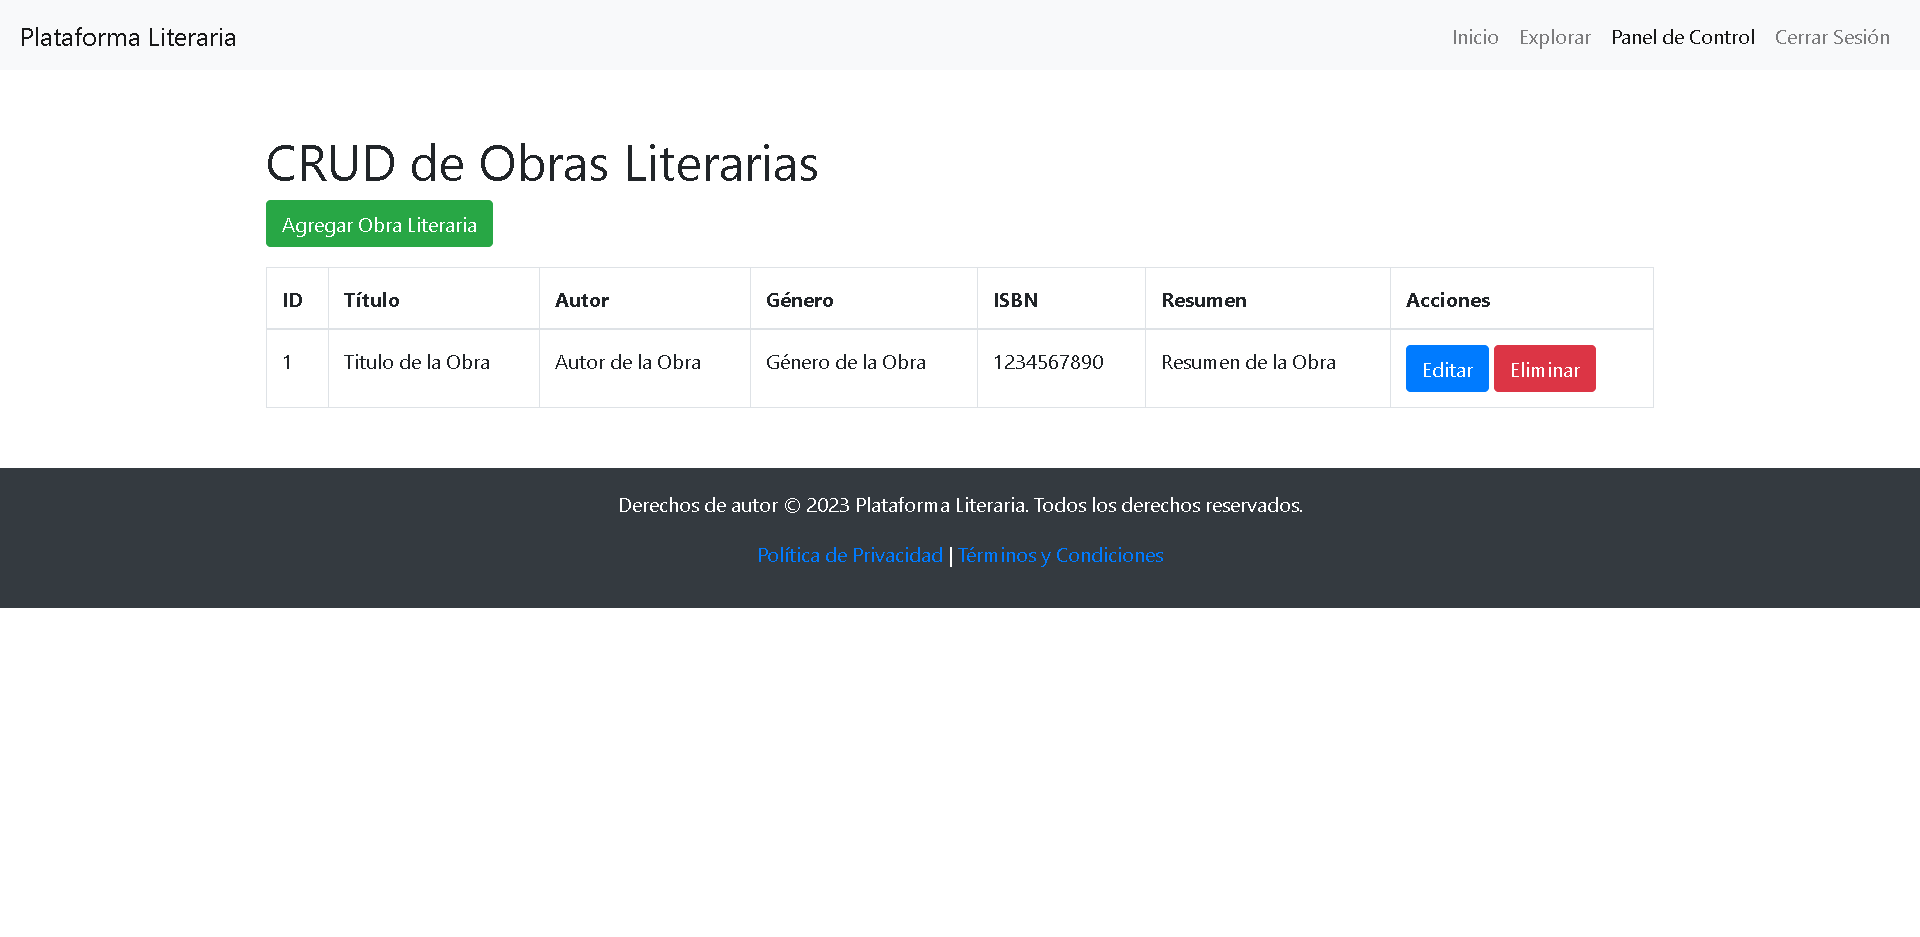 Plataforma Literaria Inicio Explorar Panel de Control Cerrar Sesión
CRUD de Obras Literarias
Agregar Obra Literaria
ID Título Autor Género ISBN Resumen Acciones
1 Titulo de la Obra Autor de la Obra Género de la Obra 1234567890 Resumen de la Obra Editar Eliminar
Derechos de autor © 2023 Plataforma Literaria. Todos los derechos reservados.
Política de Privacidad | Términos y Condiciones